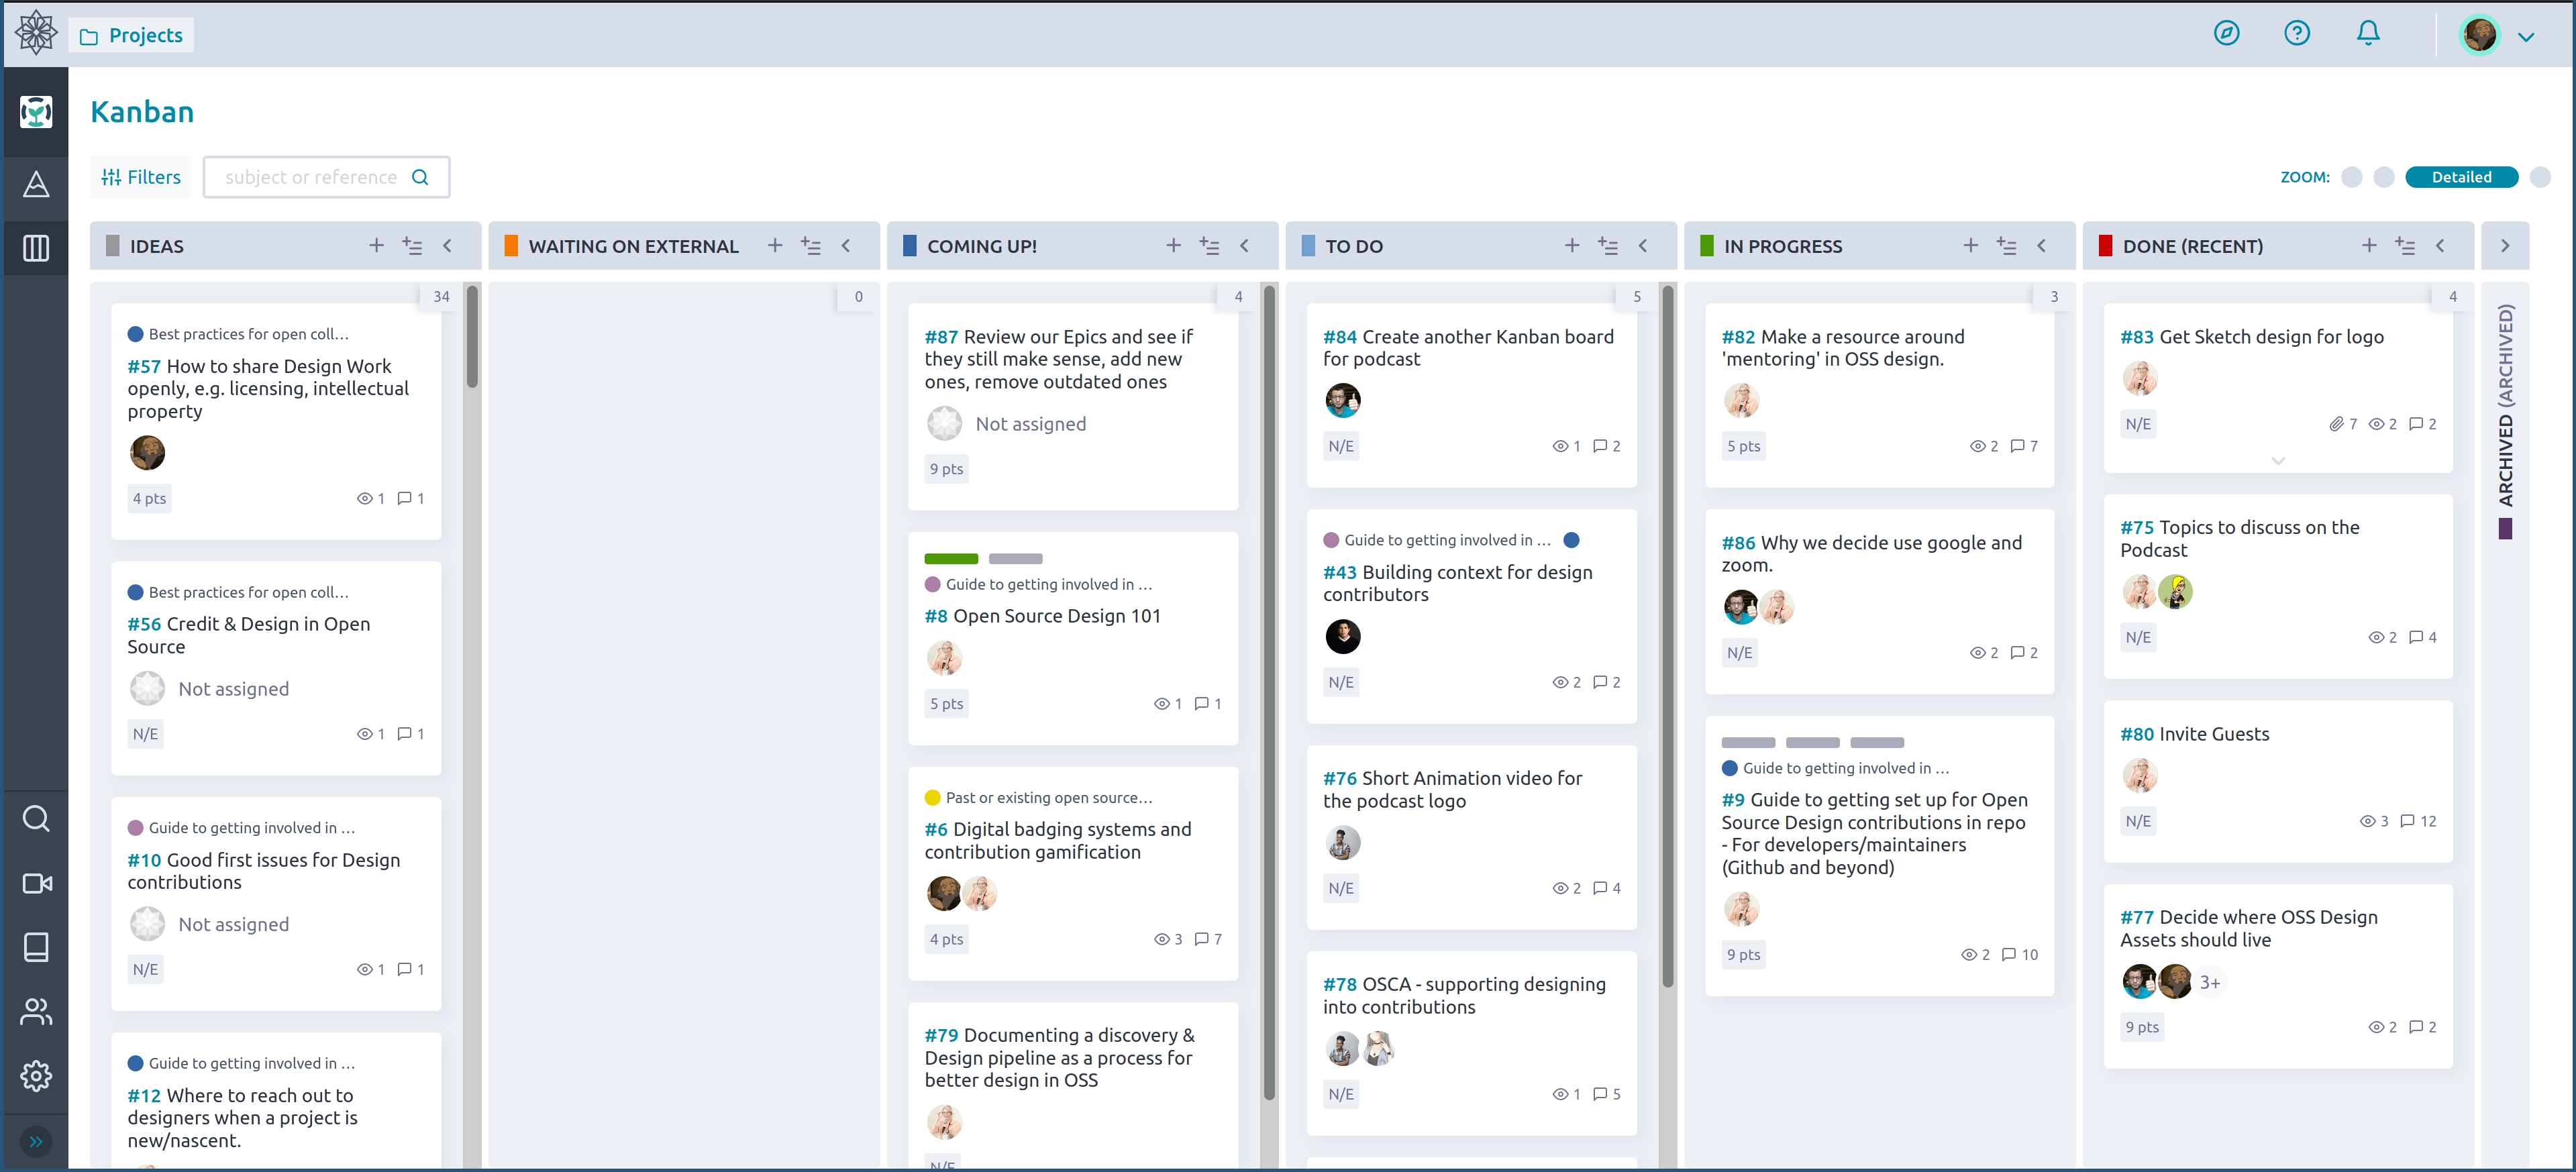 Projects
Kanban
Filters
subject or reference
ZOOM:
Detailed
IDEAS
34
Best practices for open coll...
#57 How to share Design Work
openly, e.g. licensing, intellectual
property
4 pts
1
1
Best practices for open coll...
#56 Credit & Design in Open
Source
Not assigned
N/E
1
1
Guide to getting involved in ...
#10 Good first issues for Design
contributions
Not assigned
N/E
1
1
Guide to getting involved in ...
#12 Where to reach out to
designers when a project is
new/nascent.
WAITING ON EXTERNAL
0
COMING UP!
4
#87 Review our Epics and see if
they still make sense, add new
ones, remove outdated ones
Not assigned
9 pts
Guide to getting involved in ...
#8 Open Source Design 101
5 pts
1
1
Past or existing open source...
#6 Digital badging systems and
contribution gamification
4 pts
3
7
#79 Documenting a discovery &
Design pipeline as a process for
better design in OSS
N/E
TO DO
5
#84 Create another Kanban board
for podcast
N/E
1
2
Guide to getting involved in ...
#43 Building context for design
contributors
N/E
2
2
#76 Short Animation video for
the podcast logo
N/E
2
4
#78 OSCA - supporting designing
into contributions
N/E
1
5
IN PROGRESS
3
#82 Make a resource around
'mentoring' in OSS design.
5 pts
2
7
#86 Why we decide use google and
zoom.
N/E
2
2
Guide to getting involved in ...
#9 Guide to getting set up for Open
Source Design contributions in repo
- For developers/maintainers
(Github and beyond)
9 pts
2
10
DONE (RECENT)
4
#83 Get Sketch design for logo
N/E
7
2
2
#75 Topics to discuss on the
Podcast
N/E
2
4
#80 Invite Guests
N/E
3
12
#77 Decide where OSS Design
Assets should live
3+
9 pts
2
2
ARCHIVED (ARCHIVED)